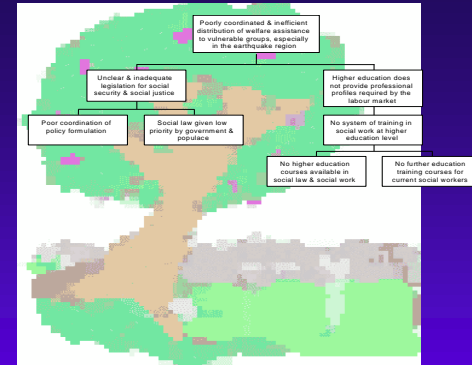 Poorly coordinated & inefficient
distribution of welfare assistance
to vulnerable groups, especially
in the earthquake region
Unclear & inadequate
legislation for social
security & social justice
Higher education does
not provide professional
profiles required by the
labour market
Poor coordination of
policy formulation
Social law given low
priority by government &
populace
No system of training in
social work at higher
education level
No higher education
courses available in
social law & social work
No further education
training courses for
current social workers